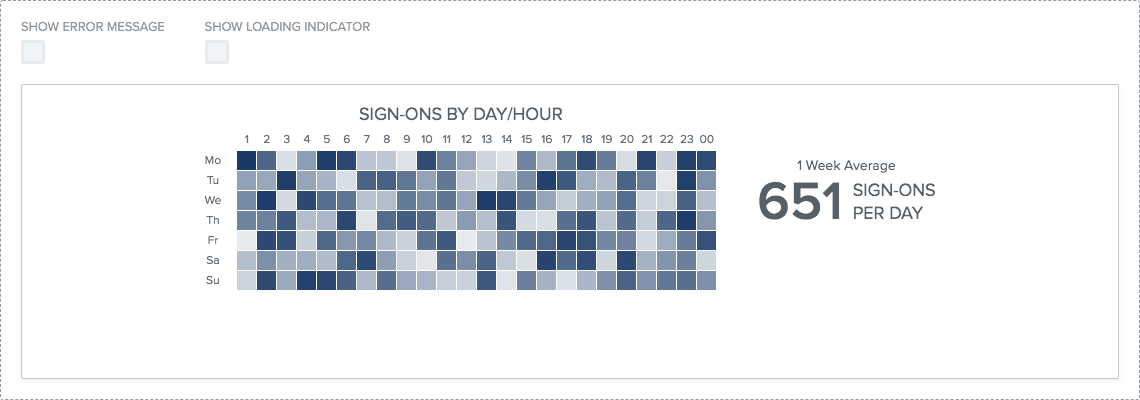 SHOW ERROR MESSAGE SHOW LOADING INDICATOR
SIGN-ONS BY DAY/HOUR
1 2 3 4 5 6 7 8 9 10 11 12 13 14 15 16 17 18 19 20 21 22 23 00
Mo
Tu
We
Th
Fr
Sa
Su
1 Week Average
651 SIGN-ONS
PER DAY